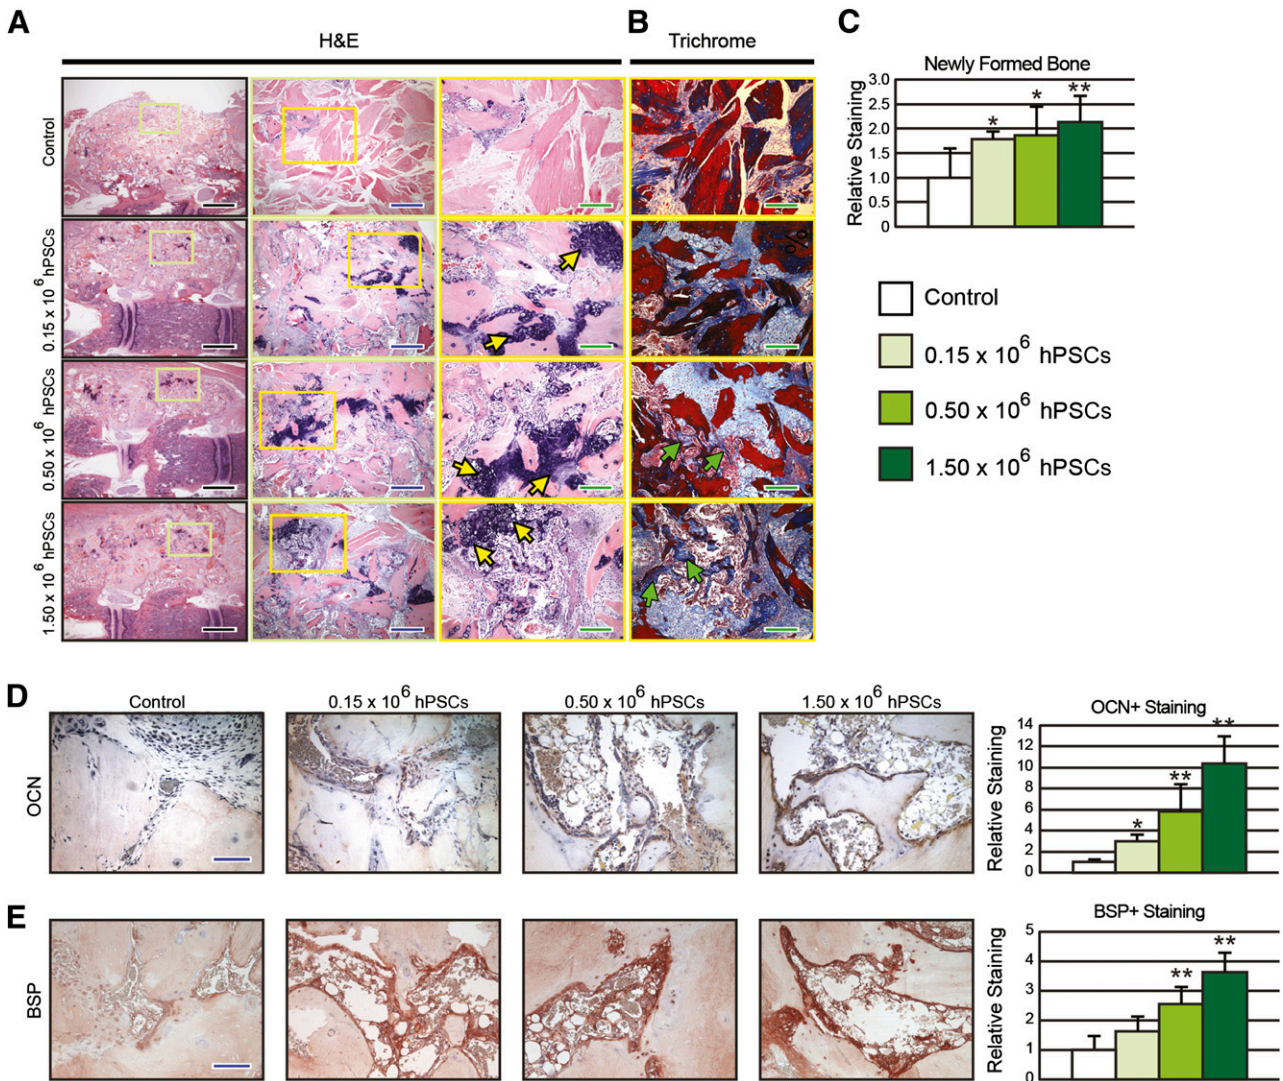 A
B
C
H&E
Trichrome
Control
0.15 x 10^6 hPSCs
0.50 x 10^6 hPSCs
1.50 x 10^6 hPSCs
%
Newly Formed Bone
Relative Staining
3.0
2.5
2.0
1.5
1.0
0.5
0
*
*
**
Control
0.15 x 10^6 hPSCs
0.50 x 10^6 hPSCs
1.50 x 10^6 hPSCs
D
Control
0.15 x 10^6 hPSCs
0.50 x 10^6 hPSCs
1.50 x 10^6 hPSCs
OCN
OCN+ Staining
Relative Staining
14
12
10
8
6
4
2
0
*
**
**
E
BSP
BSP+ Staining
Relative Staining
5
4
3
2
1
0
**
**